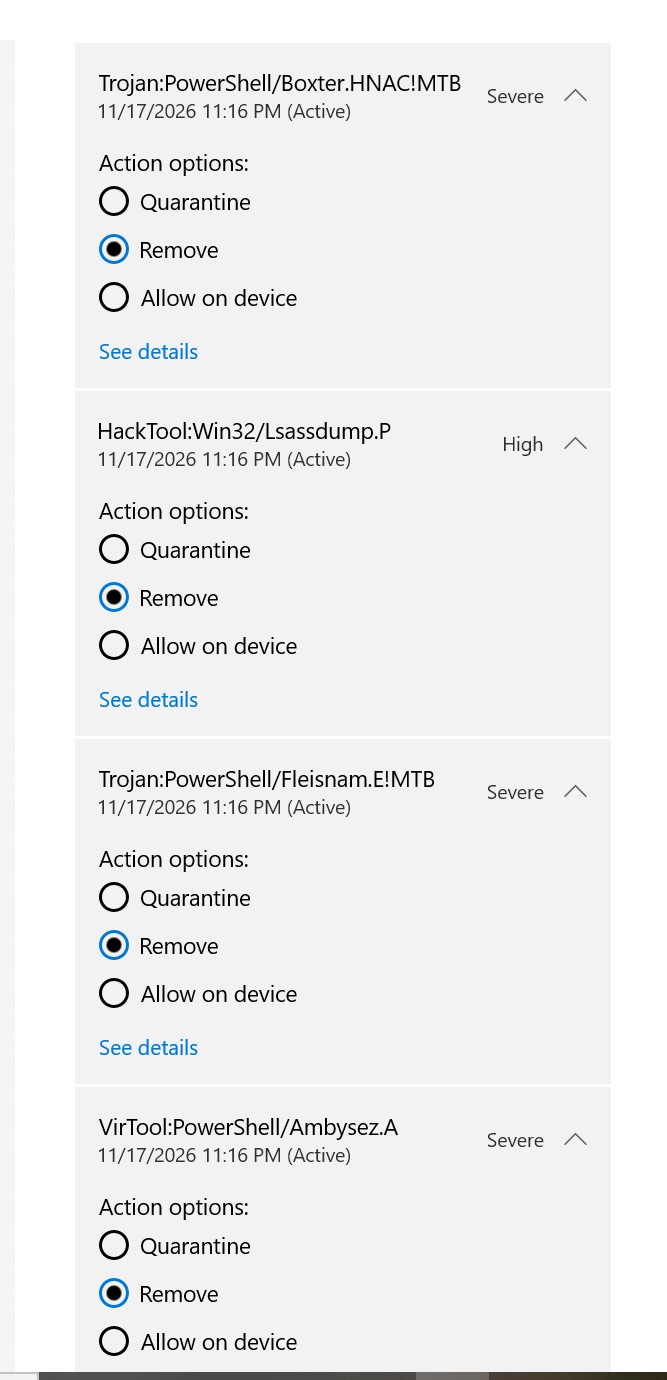 Trojan:PowerShell/Boxter.HNAC!MTB
11/17/2026 11:16 PM (Active)
Severe
Action options:
Quarantine
Remove
Allow on device
See details
HackTool:Win32/Lsassdump.P
11/17/2026 11:16 PM (Active)
High
Action options:
Quarantine
Remove
Allow on device
See details
Trojan:PowerShell/Fleisnam.E!MTB
11/17/2026 11:16 PM (Active)
Severe
Action options:
Quarantine
Remove
Allow on device
See details
VirTool:PowerShell/Ambysez.A
11/17/2026 11:16 PM (Active)
Severe
Action options:
Quarantine
Remove
Allow on device